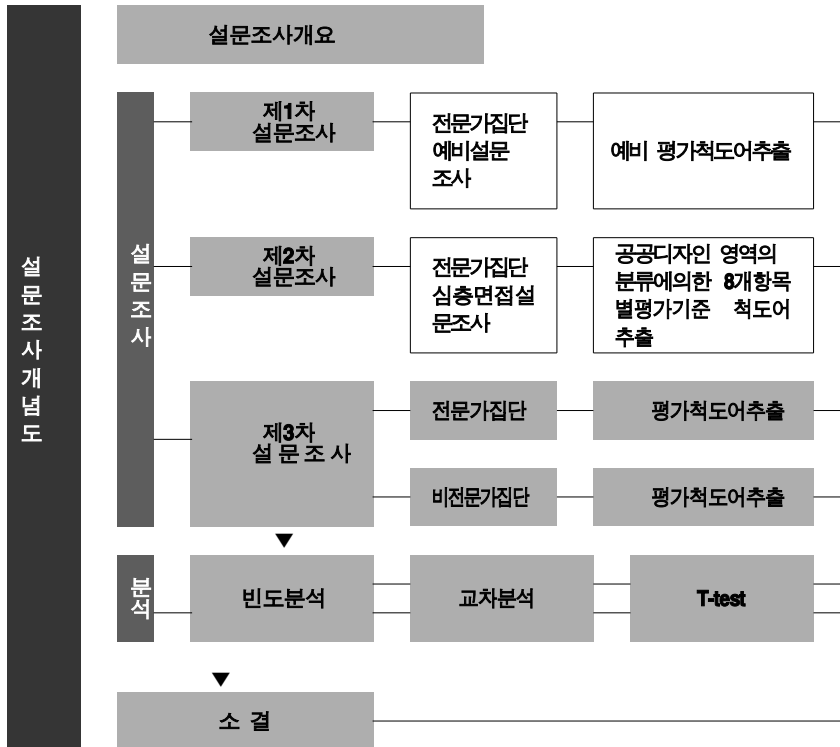 설문조사개념도
설문조사개요
설문조사
제1차
설문조사
전문가집단
예비설문
조사
예비 평가척도어추출
제2차
설문조사
전문가집단
심층면접설
문조사
공공디자인 영역의
분류에의한 8개항목
별평가기준 척도어
추출
제3차
설 문 조 사
전문가집단
평가척도어추출
비전문가집단
평가척도어추출
분석
빈도분석
교차분석
T-test
소 결